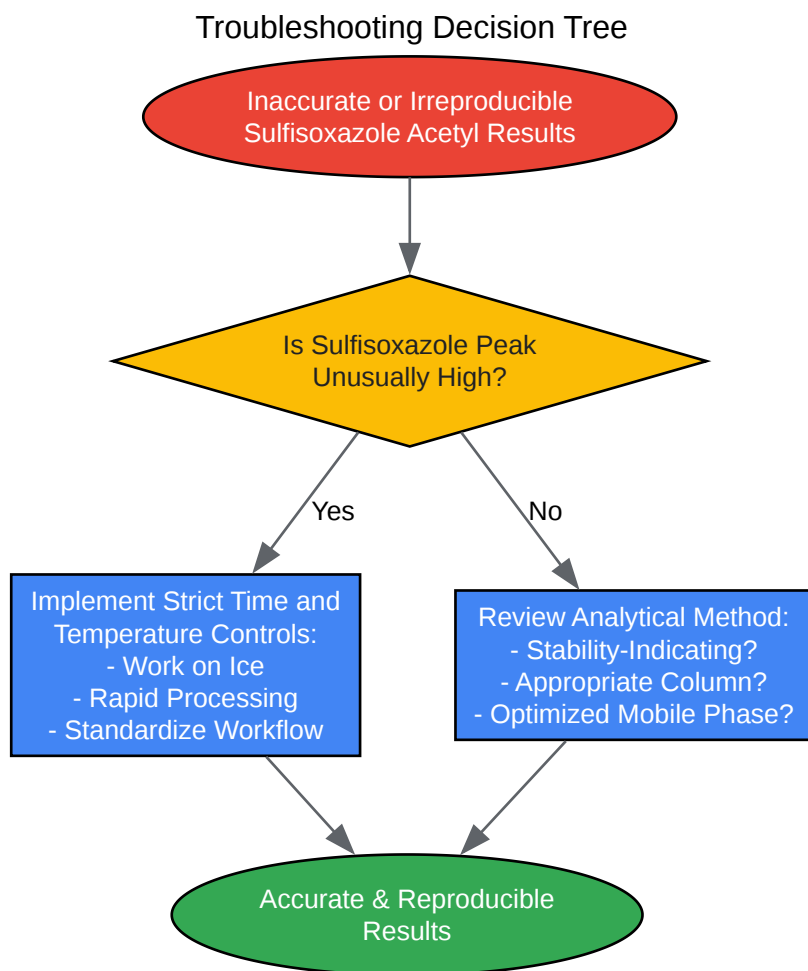 Troubleshooting Decision Tree
Inaccurate or Irreproducible
Sulfisoxazole Acetyl Results
Is Sulfisoxazole Peak
Unusually High?
Yes
No
Implement Strict Time and
Temperature Controls:
- Work on Ice
- Rapid Processing
- Standardize Workflow
Review Analytical Method:
- Stability-Indicating?
- Appropriate Column?
- Optimized Mobile Phase?
Accurate & Reproducible
Results